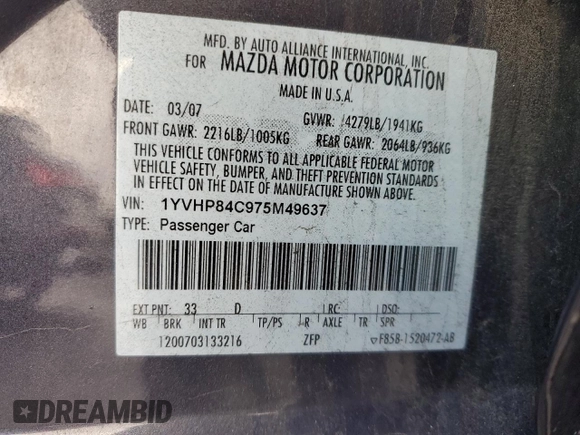 MFD. BY AUTO ALLIANCE INTERNATIONAL, INC.
FOR MAZDA MOTOR CORPORATION
MADE IN U.S.A.
DATE: 03/07 GVWR: 4279LB/1941KG
FRONT GAWR: 2216LB/1005KG REAR GAWR: 2064LB/936KG
THIS VEHICLE CONFORMS TO ALL APPLICABLE FEDERAL MOTOR
VEHICLE SAFETY, BUMPER, AND THEFT PREVENTION STANDARDS
IN EFFECT ON THE DATE OF MANUFACTURE SHOWN ABOVE.
VIN: 1YVHP84C975M49637
TYPE: Passenger Car
EXT PNT: 33 D RC: DSO:
WB BRK INT TR TP/PS R AXLE TR SPR
1200703133216 ZFP F85B-1520472-AB
DREAMBID